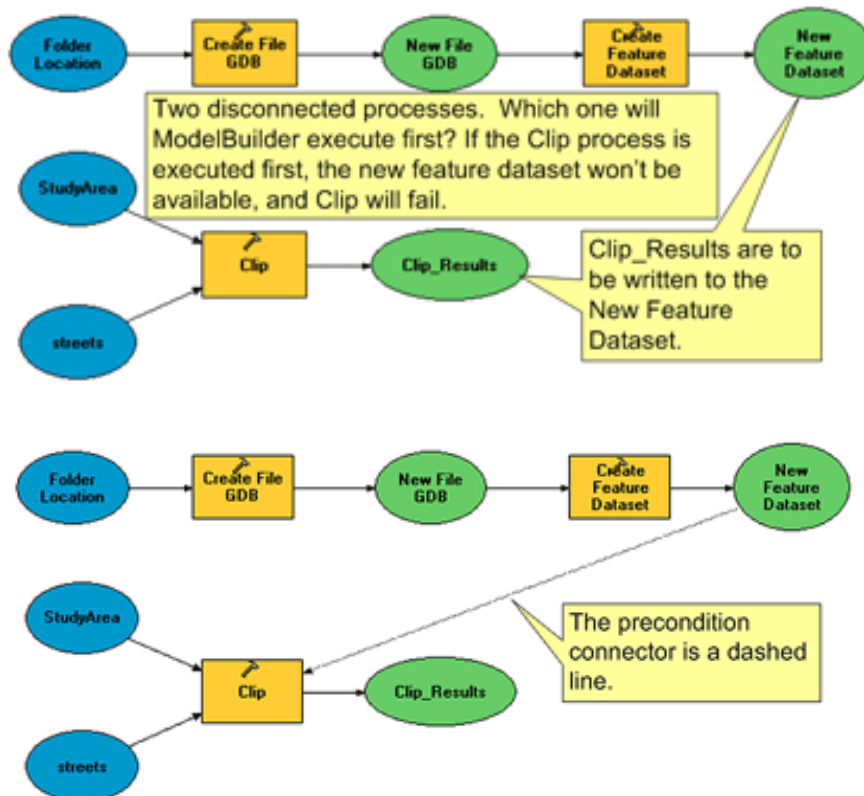 Folder
Location
Create File
GDB
New File
GDB
Create
Feature
Dataset
New
Feature
Dataset
Two disconnected processes.  Which one will
ModelBuilder execute first? If the Clip process is
executed first, the new feature dataset won't be
available, and Clip will fail.
StudyArea
Clip
Clip_Results
streets
Clip_Results are to
be written to the
New Feature
Dataset.
Folder
Location
Create File
GDB
New File
GDB
Create
Feature
Dataset
New
Feature
Dataset
StudyArea
Clip
Clip_Results
streets
The precondition
connector is a dashed
line.